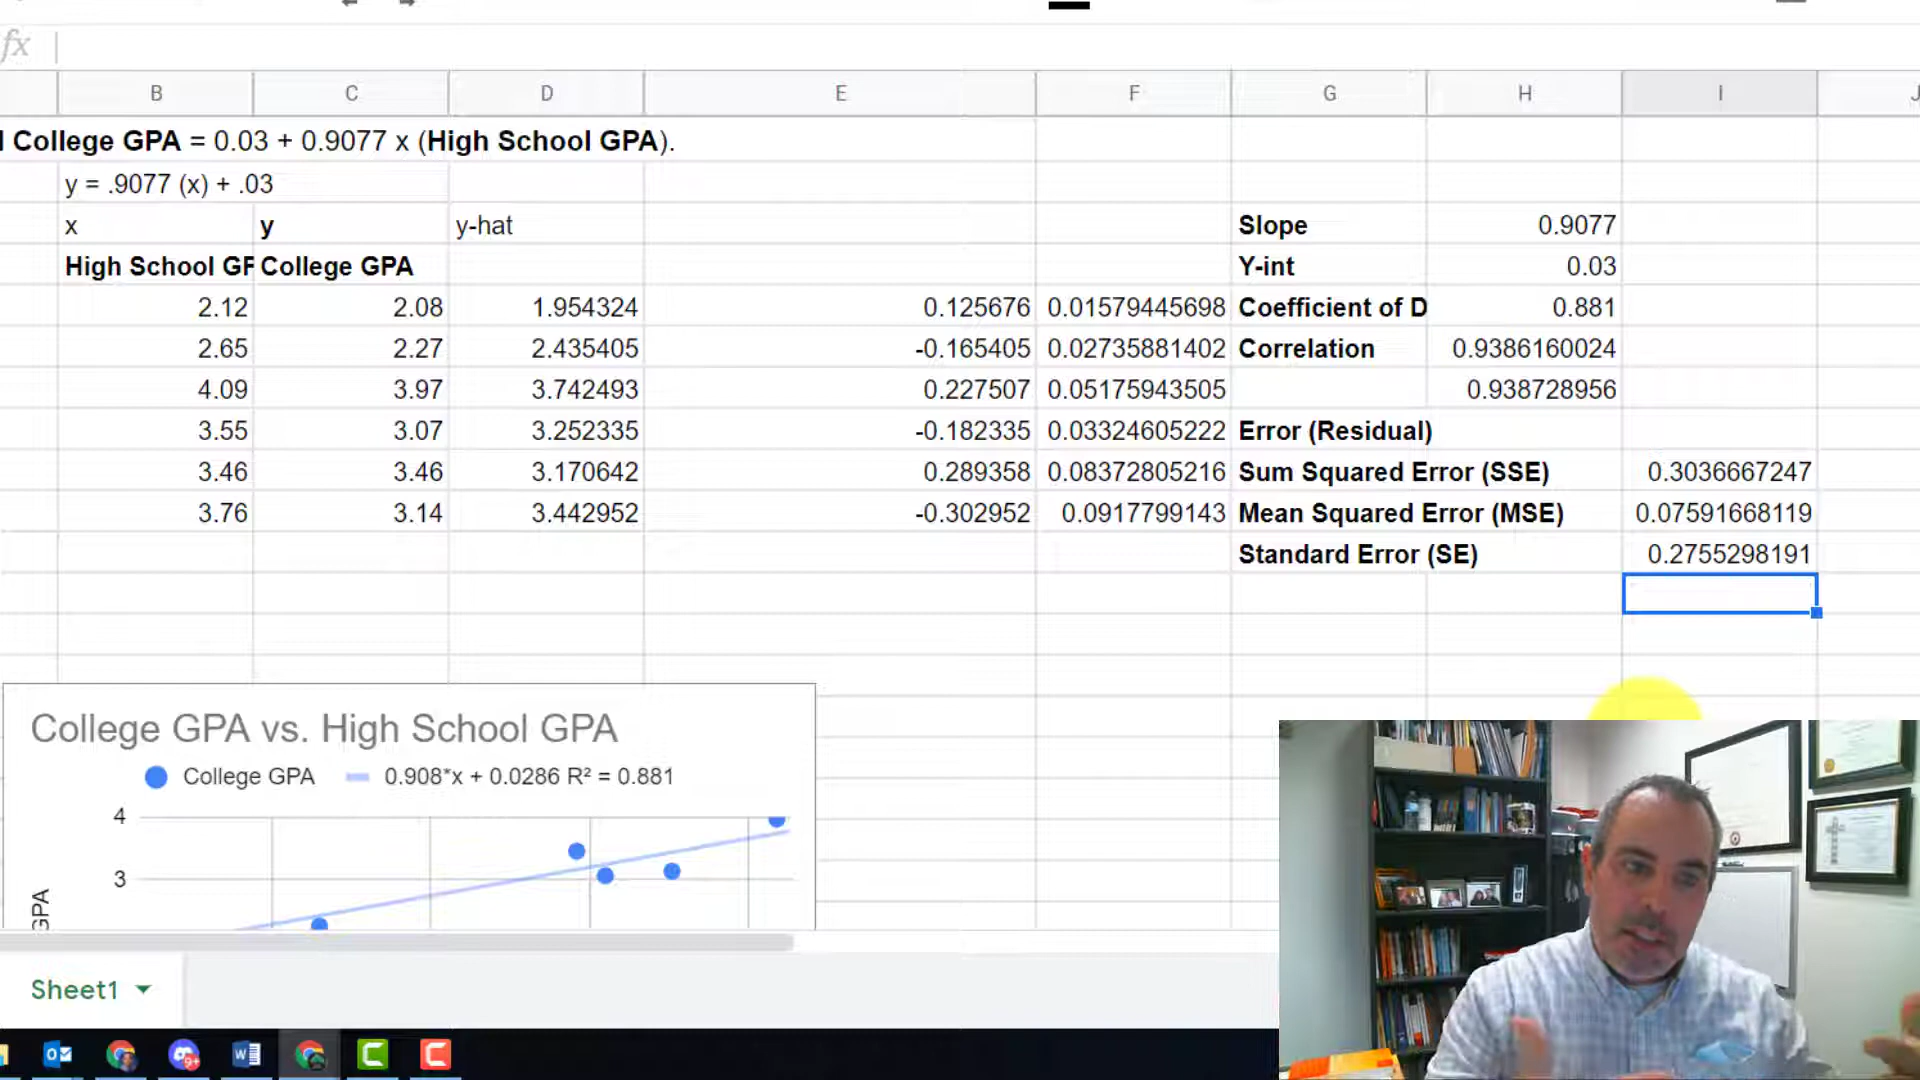 fx
B C D E F G H I J
College GPA = 0.03 + 0.9077 x (High School GPA).
y = .9077 (x) + .03
x y y-hat Slope 0.9077
High School GP College GPA Y-int 0.03
2.12 2.08 1.954324 0.125676 0.01579445698 Coefficient of D 0.881
2.65 2.27 2.435405 -0.165405 0.02735881402 Correlation 0.9386160024
4.09 3.97 3.742493 0.227507 0.05175943505 0.938728956
3.55 3.07 3.252335 -0.182335 0.03324605222 Error (Residual)
3.46 3.46 3.170642 0.289358 0.08372805216 Sum Squared Error (SSE) 0.3036667247
3.76 3.14 3.442952 -0.302952 0.0917799143 Mean Squared Error (MSE) 0.07591668119
Standard Error (SE) 0.2755298191
College GPA vs. High School GPA
College GPA 0.908*x + 0.0286 R² = 0.881
4
3
GPA
Sheet1
9+